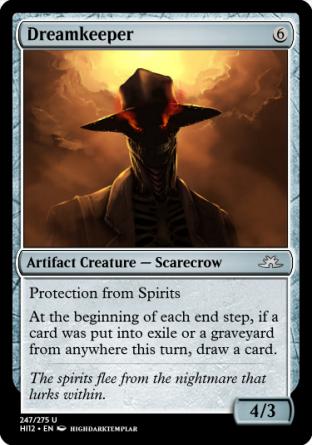 Dreamkeeper 6
Artifact Creature — Scarecrow
Protection from Spirits
At the beginning of each end step, if a
card was put into exile or a graveyard
from anywhere this turn, draw a card.
The spirits flee from the nightmare that
lurks within.
4/3
247/275 U
HI12 • EN HIGHDARKTEMPLAR